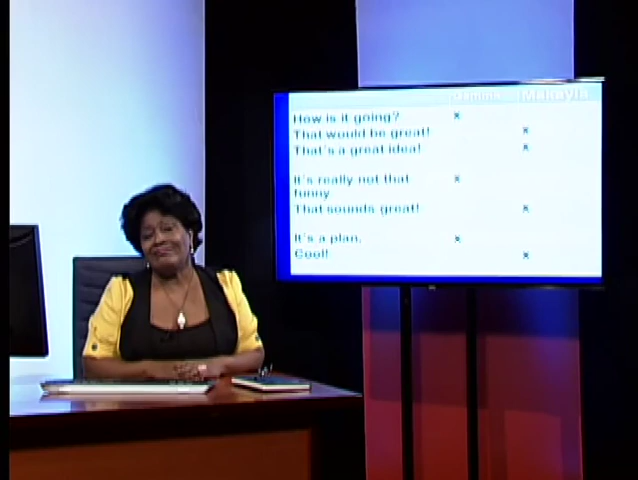 Makayla
How is it going? x
That would be great! x
That's a great idea! x
It's really not that x
funny
That sounds great! x
It's a plan. x
Cool! x